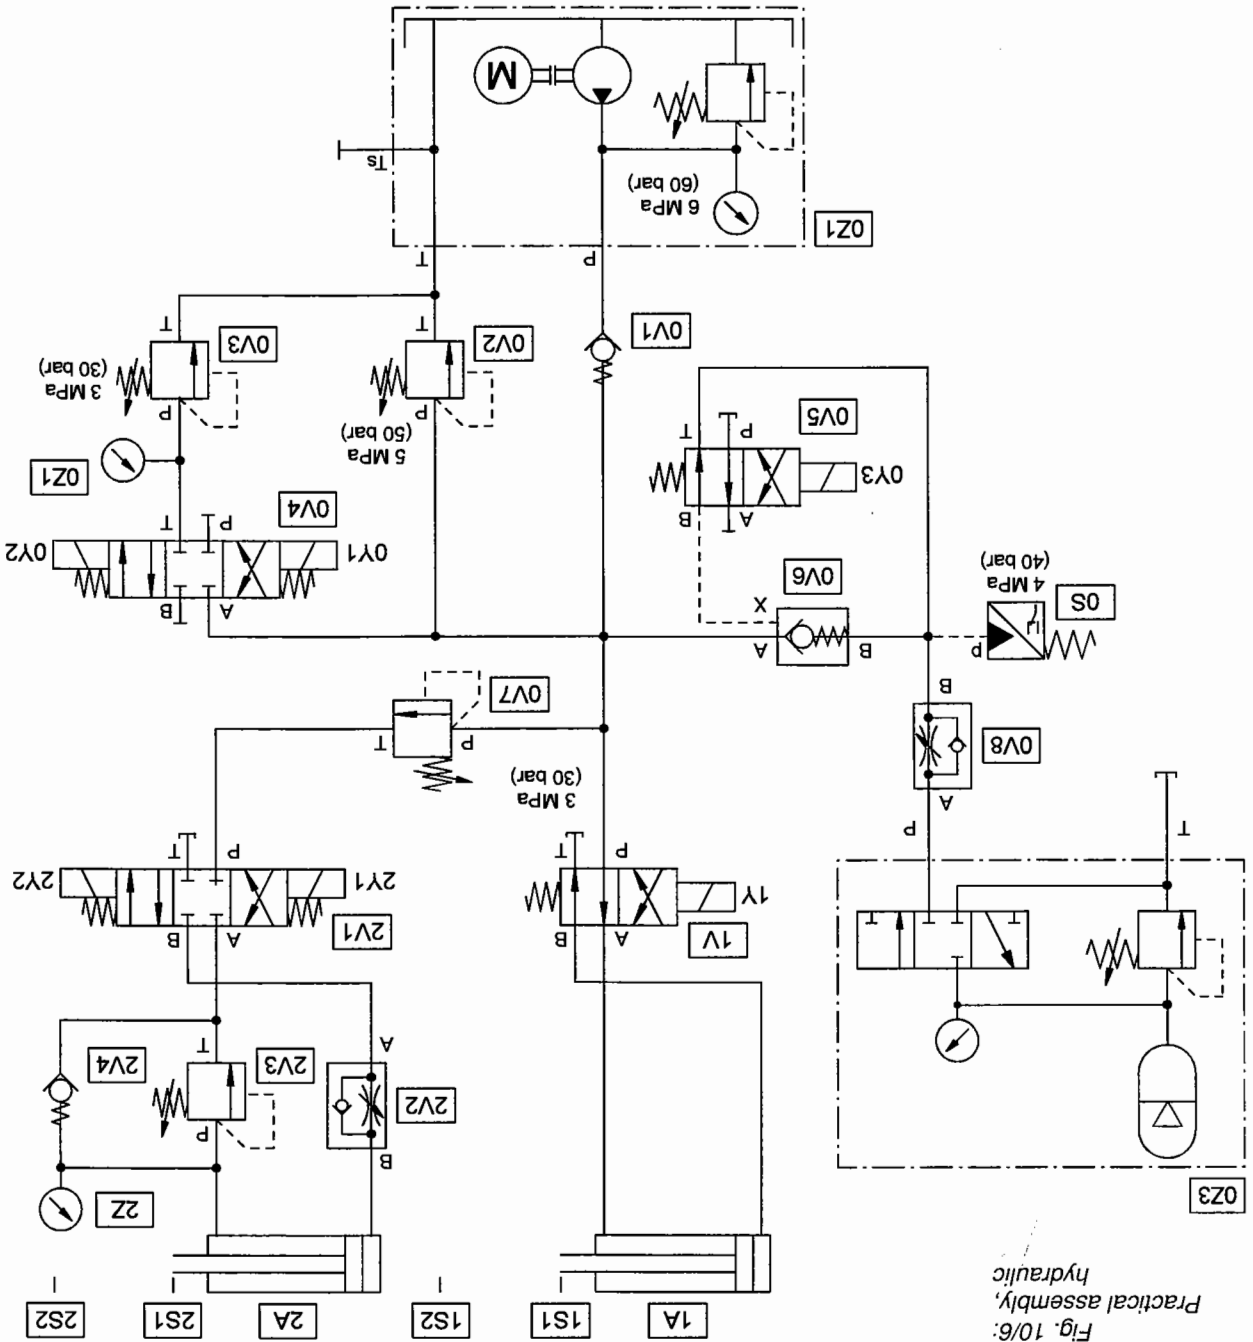 Fig. 10/6:
Practical assembly,
hydraulic
1A
1S1
1S2
2A
2S1
2S2
0Z3
2Z
B
P
2V2
2V3
2V4
T
A
1V
A
B
2V1
A
B
1Y
2Y1
2Y2
P
T
P
T
T
P
A
0V8
B
3 MPa
(30 bar)
P
T
0V7
0S
4 MPa
(40 bar)
P
B
A
0V6
X
A
B
0Y3
0V5
P
T
A
B
0Y1
0Y2
0V4
P
T
0Z1
5 MPa
(50 bar)
P
0V2
T
P
3 MPa
(30 bar)
0V3
T
0V1
P
T
0Z1
6 MPa
(60 bar)
Ts
M